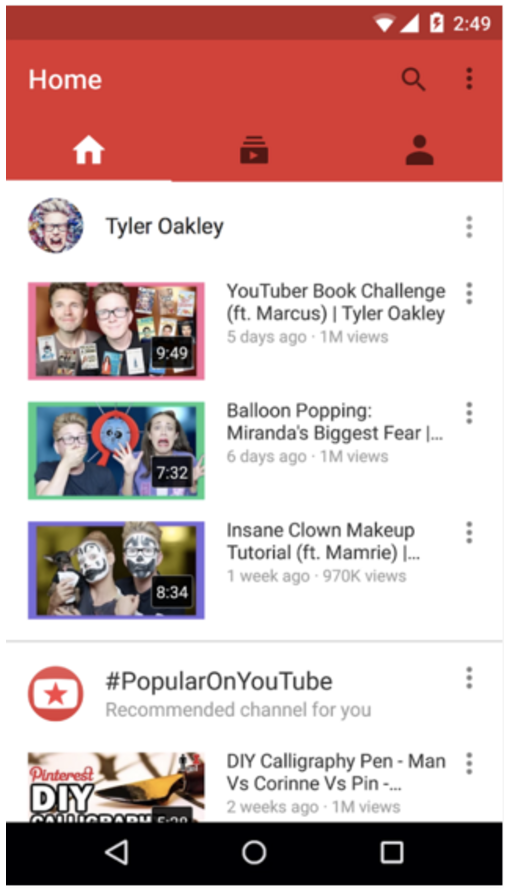 2:49
Home
Tyler Oakley
YouTuber Book Challenge
(ft. Marcus) | Tyler Oakley
5 days ago · 1M views
9:49
Balloon Popping:
Miranda's Biggest Fear |...
6 days ago · 1M views
7:32
Insane Clown Makeup
Tutorial (ft. Mamrie) |...
1 week ago · 970K views
8:34
#PopularOnYouTube
Recommended channel for you
DIY Calligraphy Pen - Man
Vs Corinne Vs Pin -...
2 weeks ago · 1M views
Pinterest
DIY
CALLIGRAPHY
5:28